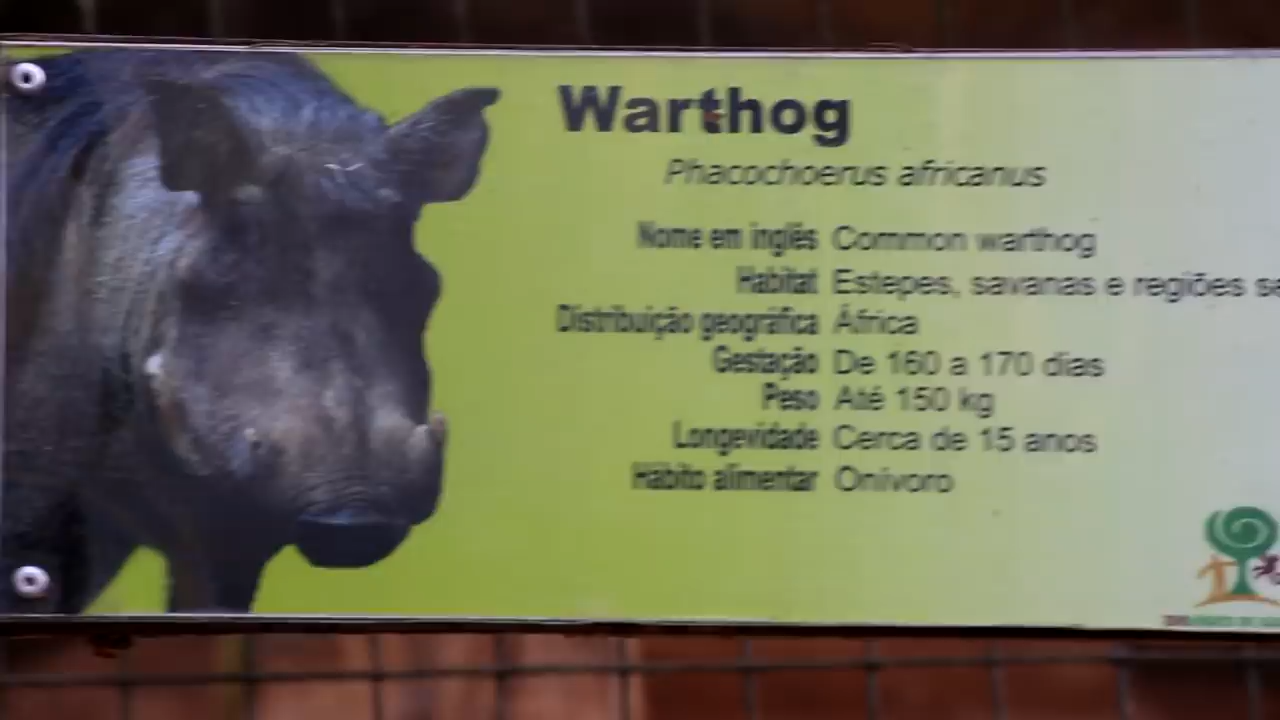 Warthog
Phacochoerus africanus
Nome em inglês Common warthog
Habitat Estepes, savanas e regiões
Distribuição geográfica África
Gestação De 160 a 170 dias
Peso Até 150 kg
Longevidade Cerca de 15 anos
Hábito alimentar Onívoro